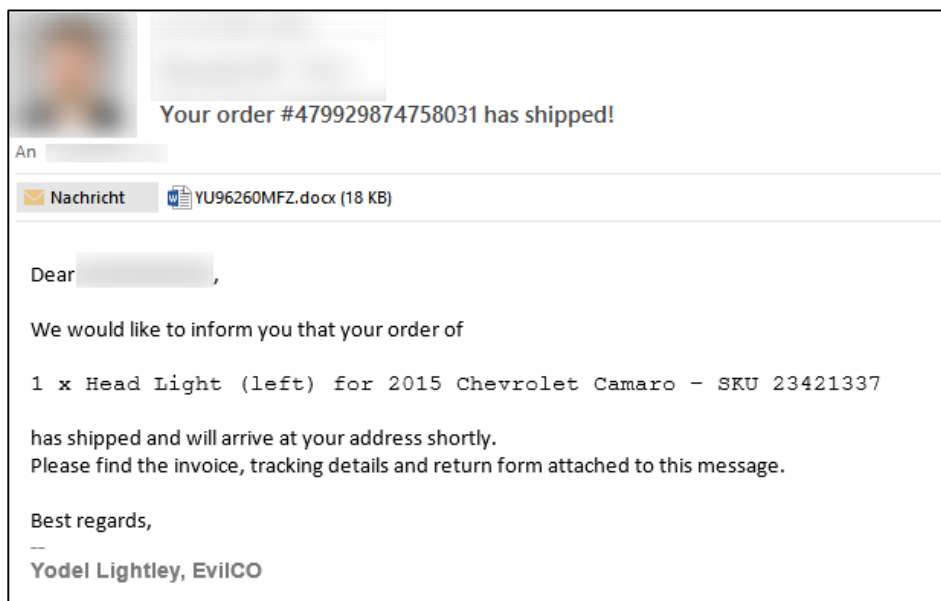 Your order #479929874758031 has shipped!
An
Nachricht YU96260MFZ.docx (18 KB)
Dear ,
We would like to inform you that your order of
1 x Head Light (left) for 2015 Chevrolet Camaro – SKU 23421337
has shipped and will arrive at your address shortly.
Please find the invoice, tracking details and return form attached to this message.
Best regards,
--
Yodel Lightley, EvilCO